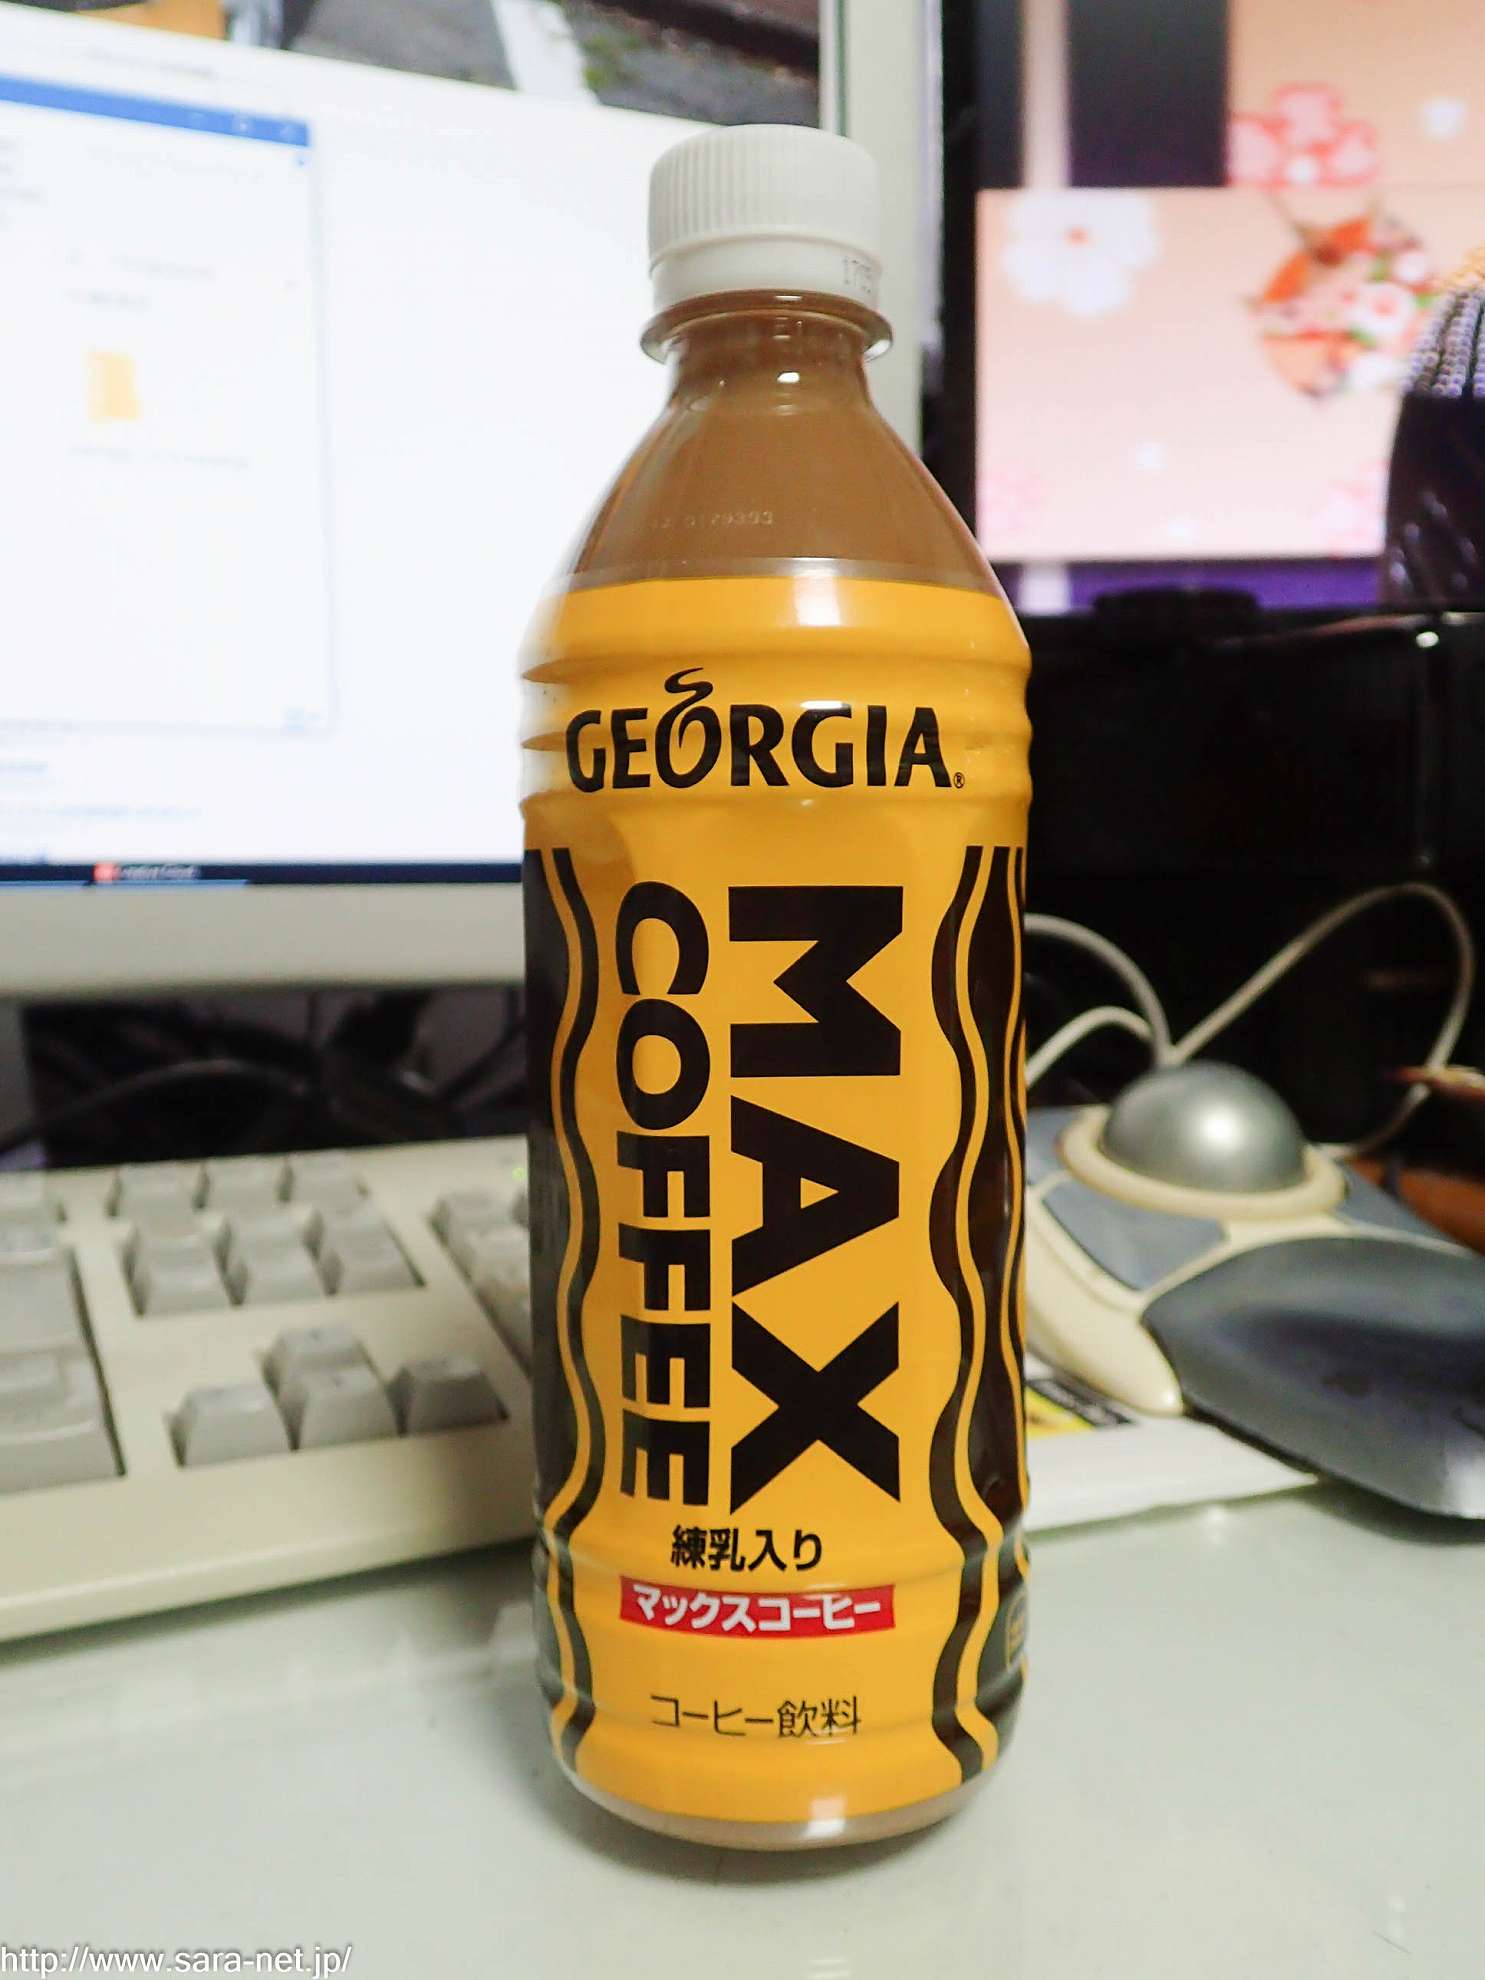 GEORGIA®
MAX
COFFEE
練乳入り
マックスコーヒー
コーヒー飲料
http://www.sara-net.jp/